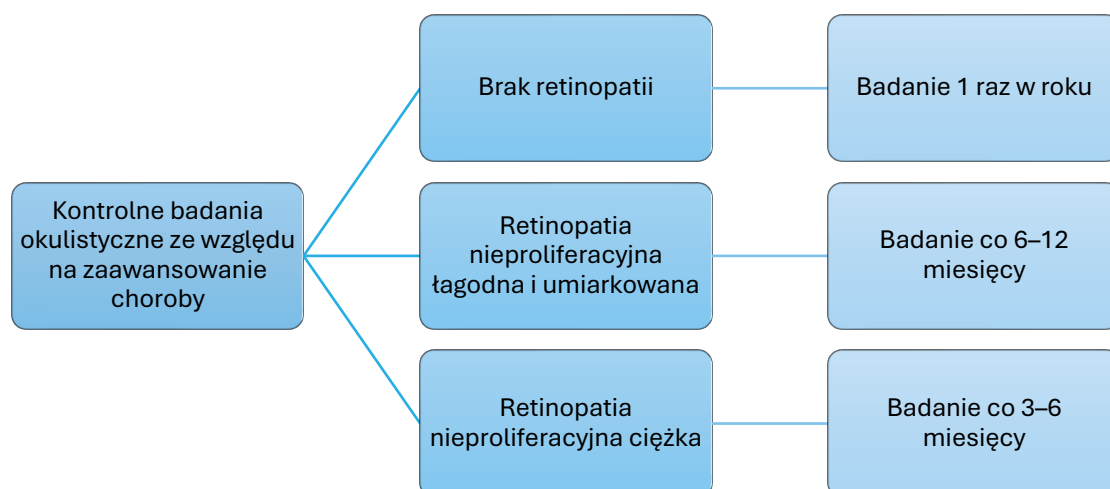 Kontrolne badania
okulistyczne ze względu
na zaawansowanie
choroby
Brak retinopatii
Badanie 1 raz w roku
Retinopatia
nieproliferacyjna
łagodna i umiarkowana
Badanie co 6–12
miesięcy
Retinopatia
nieproliferacyjna ciężka
Badanie co 3–6
miesięcy